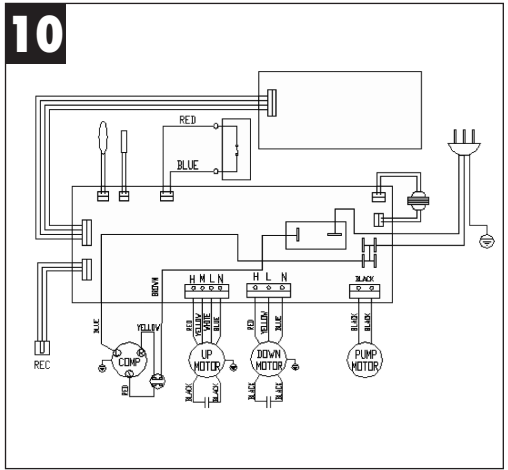 10
RED
BLUE
BROWN
H M L N
H L N
BLACK
BLUE
YELLOW
RED
YELLOW
WHITE
BLUE
RED
YELLOW
BLUE
BLACK
BLACK
REC
COMP
UP
MOTOR
DOWN
MOTOR
PUMP
MOTOR
RED
BLACK
BLACK
BLACK
BLACK